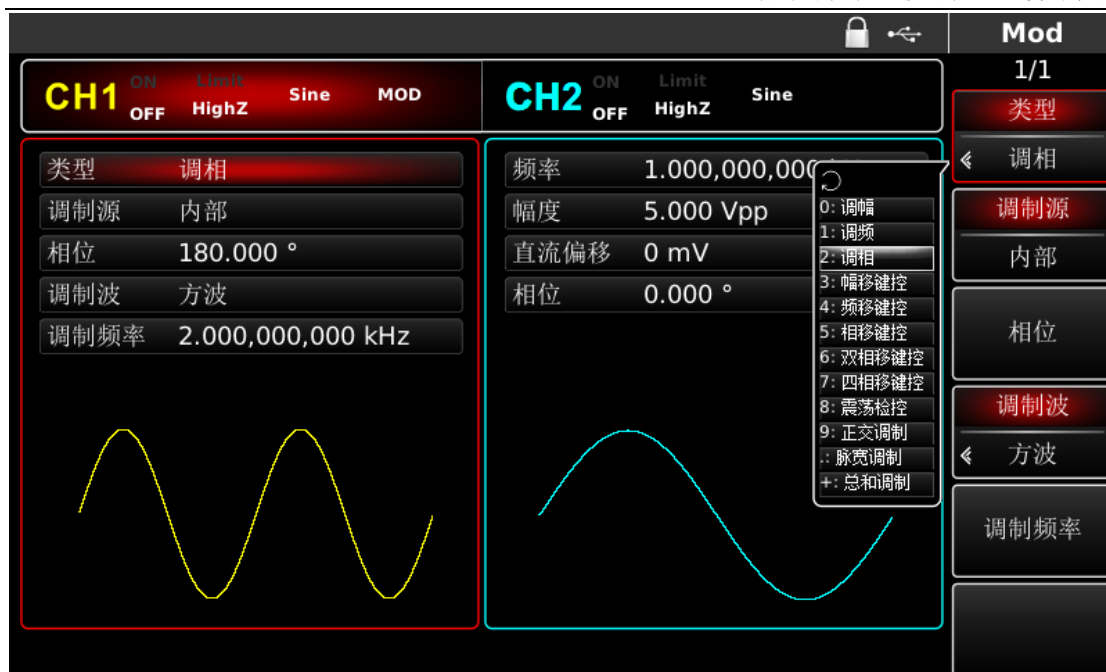 Mod
1/1
CH1 ON OFF Limit HighZ Sine MOD
CH2 ON OFF Limit HighZ Sine
类型 调相
调制源 内部
相位 180.000 °
调制波 方波
调制频率 2.000,000,000 kHz
频率 1.000,000,000
幅度 5.000 Vpp
直流偏移 0 mV
相位 0.000 °
0: 调幅
1: 调频
2: 调相
3: 幅移键控
4: 频移键控
5: 相移键控
6: 双相移键控
7: 四相移键控
8: 震荡检控
9: 正交调制
.: 脉宽调制
+: 总和调制
类型
调相
调制源
内部
相位
调制波
方波
调制频率